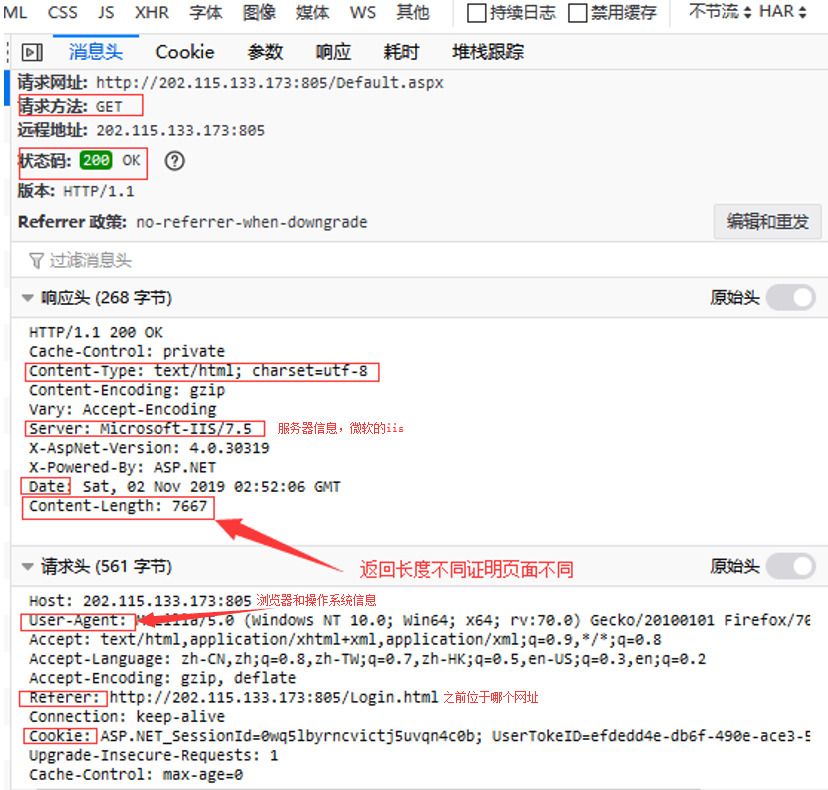 ML CSS JS XHR 字体 图像 媒体 WS 其他 持续日志 禁用缓存 不节流 HAR
消息头 Cookie 参数 响应 耗时 堆栈跟踪
请求网址: http://202.115.133.173:805/Default.aspx
请求方法: GET
远程地址: 202.115.133.173:805
状态码: 200 OK
版本: HTTP/1.1
Referrer 政策: no-referrer-when-downgrade
编辑和重发
过滤消息头
响应头 (268 字节) 原始头
HTTP/1.1 200 OK
Cache-Control: private
Content-Type: text/html; charset=utf-8
Content-Encoding: gzip
Vary: Accept-Encoding
Server: Microsoft-IIS/7.5 服务器信息，微软的iis
X-AspNet-Version: 4.0.30319
X-Powered-By: ASP.NET
Date: Sat, 02 Nov 2019 02:52:06 GMT
Content-Length: 7667
返回长度不同证明页面不同
请求头 (561 字节) 原始头
Host: 202.115.133.173:805 浏览器和操作系统信息
User-Agent: Mozilla/5.0 (Windows NT 10.0; Win64; x64; rv:70.0) Gecko/20100101 Firefox/70
Accept: text/html,application/xhtml+xml,application/xml;q=0.9,*/*;q=0.8
Accept-Language: zh-CN,zh;q=0.8,zh-TW;q=0.7,zh-HK;q=0.5,en-US;q=0.3,en;q=0.2
Accept-Encoding: gzip, deflate
Referer: http://202.115.133.173:805/Login.html 之前位于哪个网址
Connection: keep-alive
Cookie: ASP.NET_SessionId=0wq5lbyrncvictj5uvqn4c0b; UserTokeID=efdedd4e-db6f-490e-ace3-5
Upgrade-Insecure-Requests: 1
Cache-Control: max-age=0